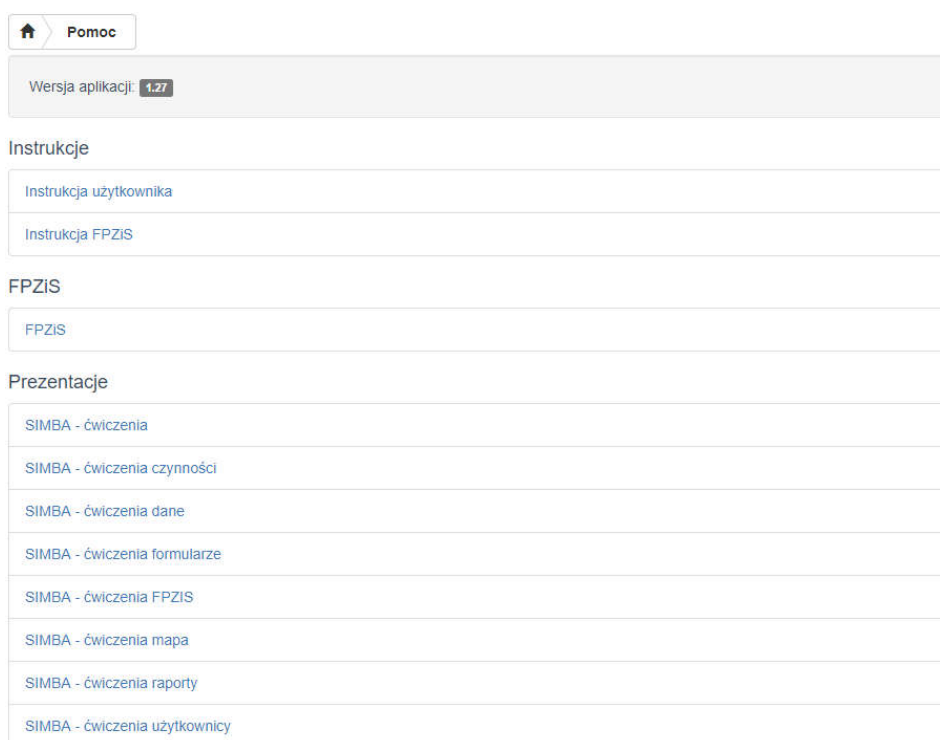 Pomoc
Wersja aplikacji: 1.27
Instrukcje
Instrukcja użytkownika
Instrukcja FPZiS
FPZiS
FPZiS
Prezentacje
SIMBA - ćwiczenia
SIMBA - ćwiczenia czynności
SIMBA - ćwiczenia dane
SIMBA - ćwiczenia formularze
SIMBA - ćwiczenia FPZIS
SIMBA - ćwiczenia mapa
SIMBA - ćwiczenia raporty
SIMBA - ćwiczenia użytkownicy